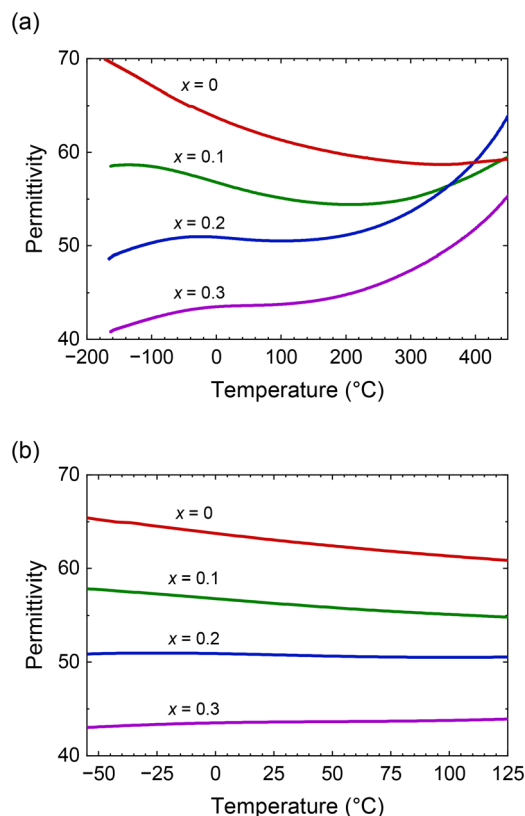 (a)
70
60
50
40
Permittivity
x = 0
x = 0.1
x = 0.2
x = 0.3
−200 −100 0 100 200 300 400
Temperature (°C)
(b)
70
60
50
40
Permittivity
x = 0
x = 0.1
x = 0.2
x = 0.3
−50 −25 0 25 50 75 100 125
Temperature (°C)